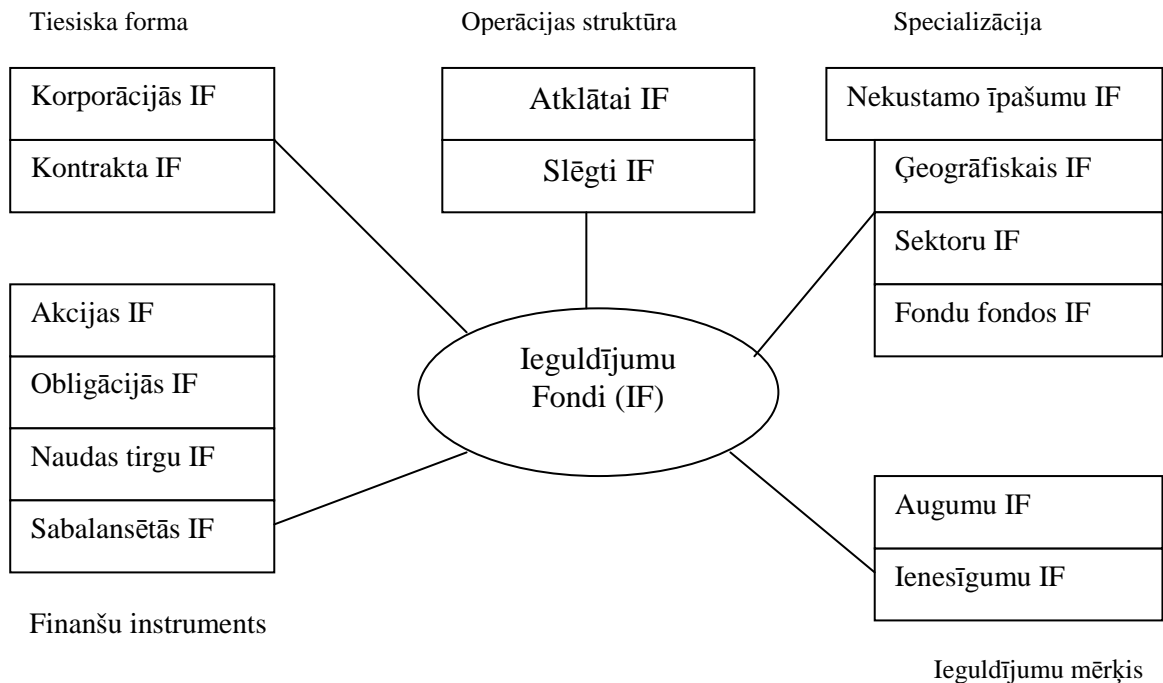 Tiesiska forma
Operācijas struktūra
Specializācija
Korporācijās IF
Kontrakta IF
Atklātai IF
Slēgti IF
Nekustamo īpašumu IF
Ģeogrāfiskais IF
Sektoru IF
Fondu fondos IF
Akcijas IF
Obligācijās IF
Naudas tirgu IF
Sabalansētās IF
Ieguldījumu
Fondi (IF)
Augumu IF
Ienesīgumu IF
Finanšu instruments
Ieguldījumu mērķis